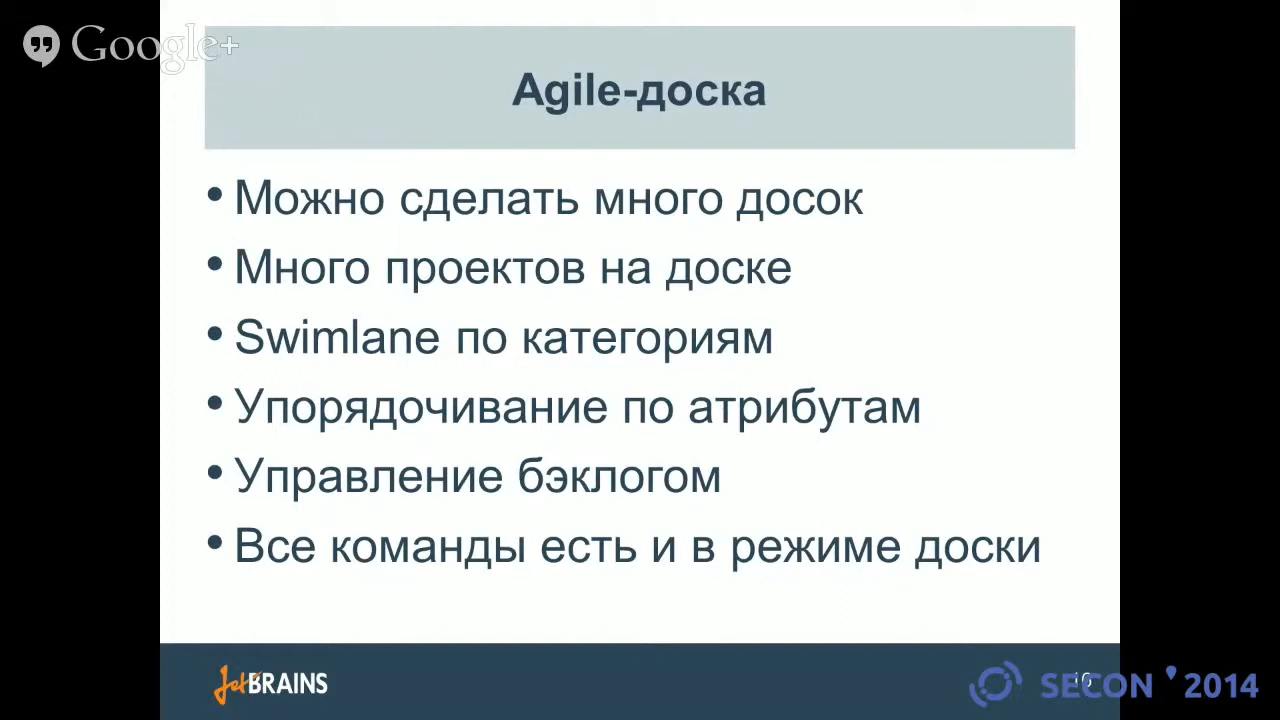 Google+
Agile-доска
• Можно сделать много досок
• Много проектов на доске
• Swimlane по категориям
• Упорядочивание по атрибутам
• Управление бэклогом
• Все команды есть и в режиме доски
JetBRAINS
SECON '2014